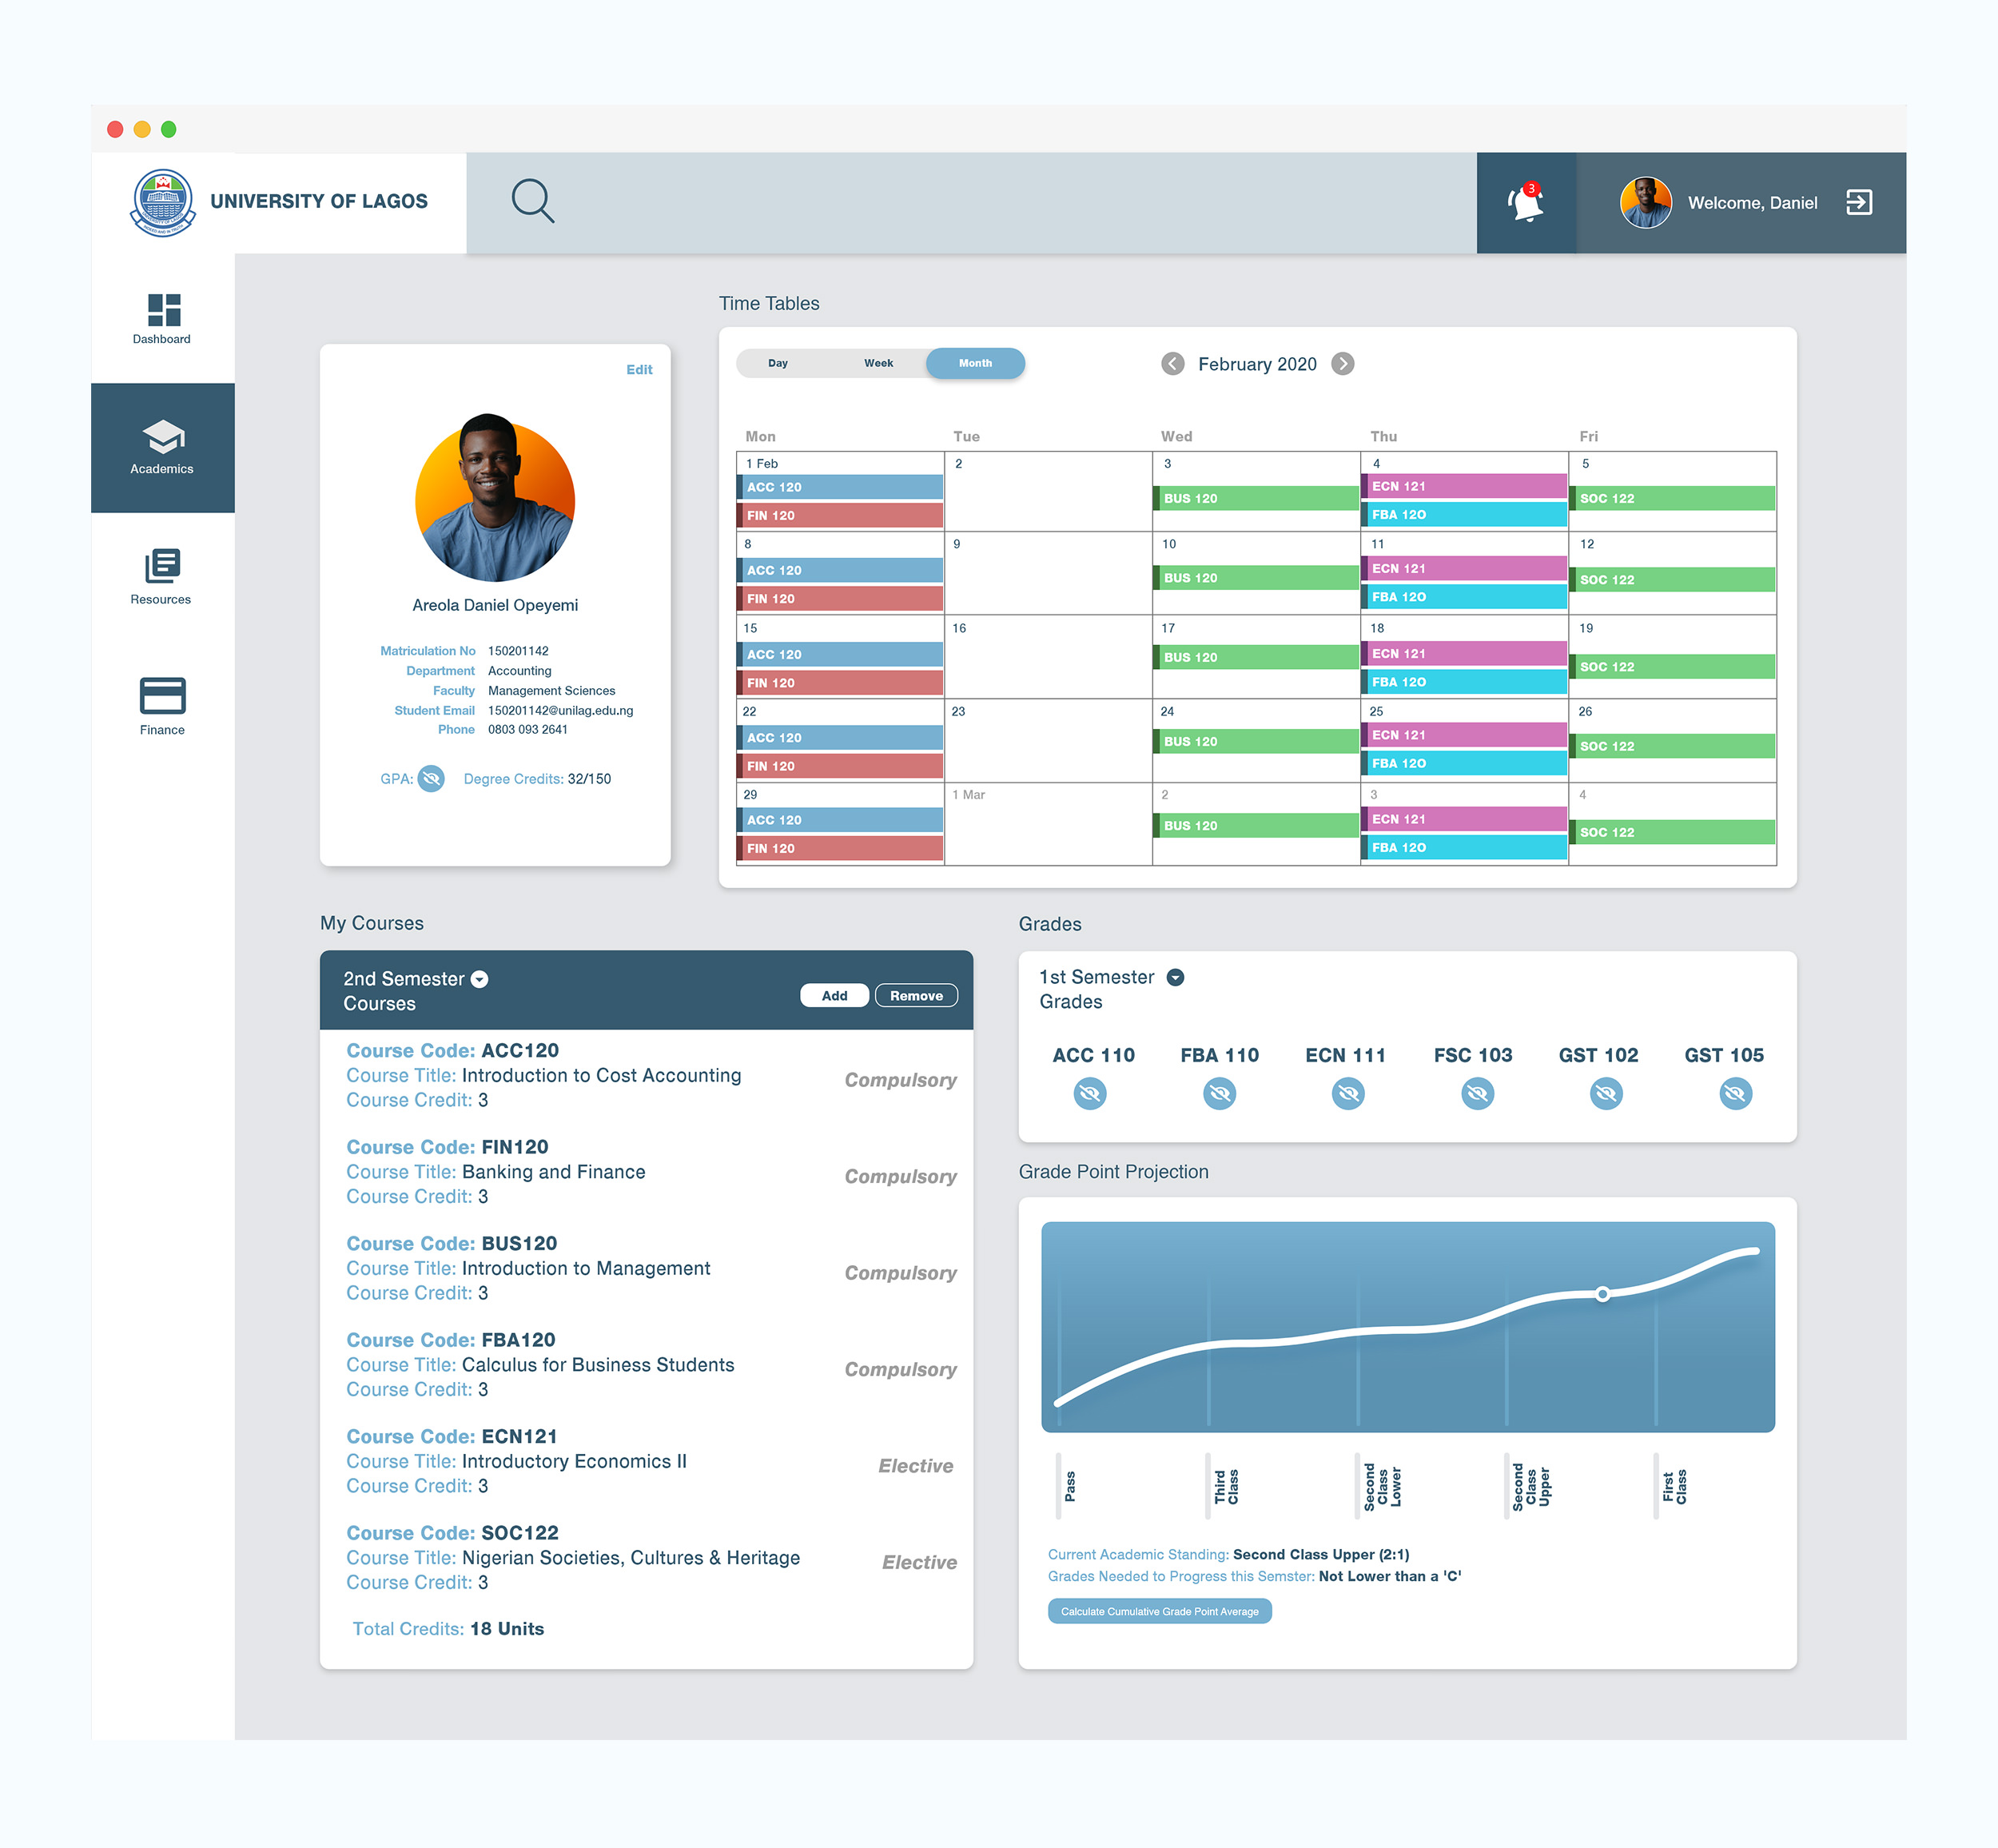 UNIVERSITY OF LAGOS
3
Welcome, Daniel
Dashboard
Academics
Resources
Finance
Edit
Areola Daniel Opeyemi
Matriculation No 150201142
Department Accounting
Faculty Management Sciences
Student Email 150201142@unilag.edu.ng
Phone 0803 093 2641
GPA: Degree Credits: 32/150
Time Tables
Day Week Month
February 2020
Mon Tue Wed Thu Fri
1 Feb 2 3 4 5
ACC 120 BUS 120 ECN 121 SOC 122
FIN 120 FBA 120
8 9 10 11 12
ACC 120 BUS 120 ECN 121 SOC 122
FIN 120 FBA 120
15 16 17 18 19
ACC 120 BUS 120 ECN 121 SOC 122
FIN 120 FBA 120
22 23 24 25 26
ACC 120 BUS 120 ECN 121 SOC 122
FIN 120 FBA 120
29 1 Mar 2 3 4
ACC 120 BUS 120 ECN 121 SOC 122
FIN 120 FBA 120
My Courses
2nd Semester
Courses
Add Remove
Course Code: ACC120
Course Title: Introduction to Cost Accounting
Course Credit: 3
Compulsory
Course Code: FIN120
Course Title: Banking and Finance
Course Credit: 3
Compulsory
Course Code: BUS120
Course Title: Introduction to Management
Course Credit: 3
Compulsory
Course Code: FBA120
Course Title: Calculus for Business Students
Course Credit: 3
Compulsory
Course Code: ECN121
Course Title: Introductory Economics II
Course Credit: 3
Elective
Course Code: SOC122
Course Title: Nigerian Societies, Cultures & Heritage
Course Credit: 3
Elective
Total Credits: 18 Units
Grades
1st Semester
Grades
ACC 110 FBA 110 ECN 111 FSC 103 GST 102 GST 105
Grade Point Projection
Pass
Third
Class
Second
Class
Lower
Second
Class
Upper
First
Class
Current Academic Standing: Second Class Upper (2:1)
Grades Needed to Progress this Semster: Not Lower than a 'C'
Calculate Cumulative Grade Point Average